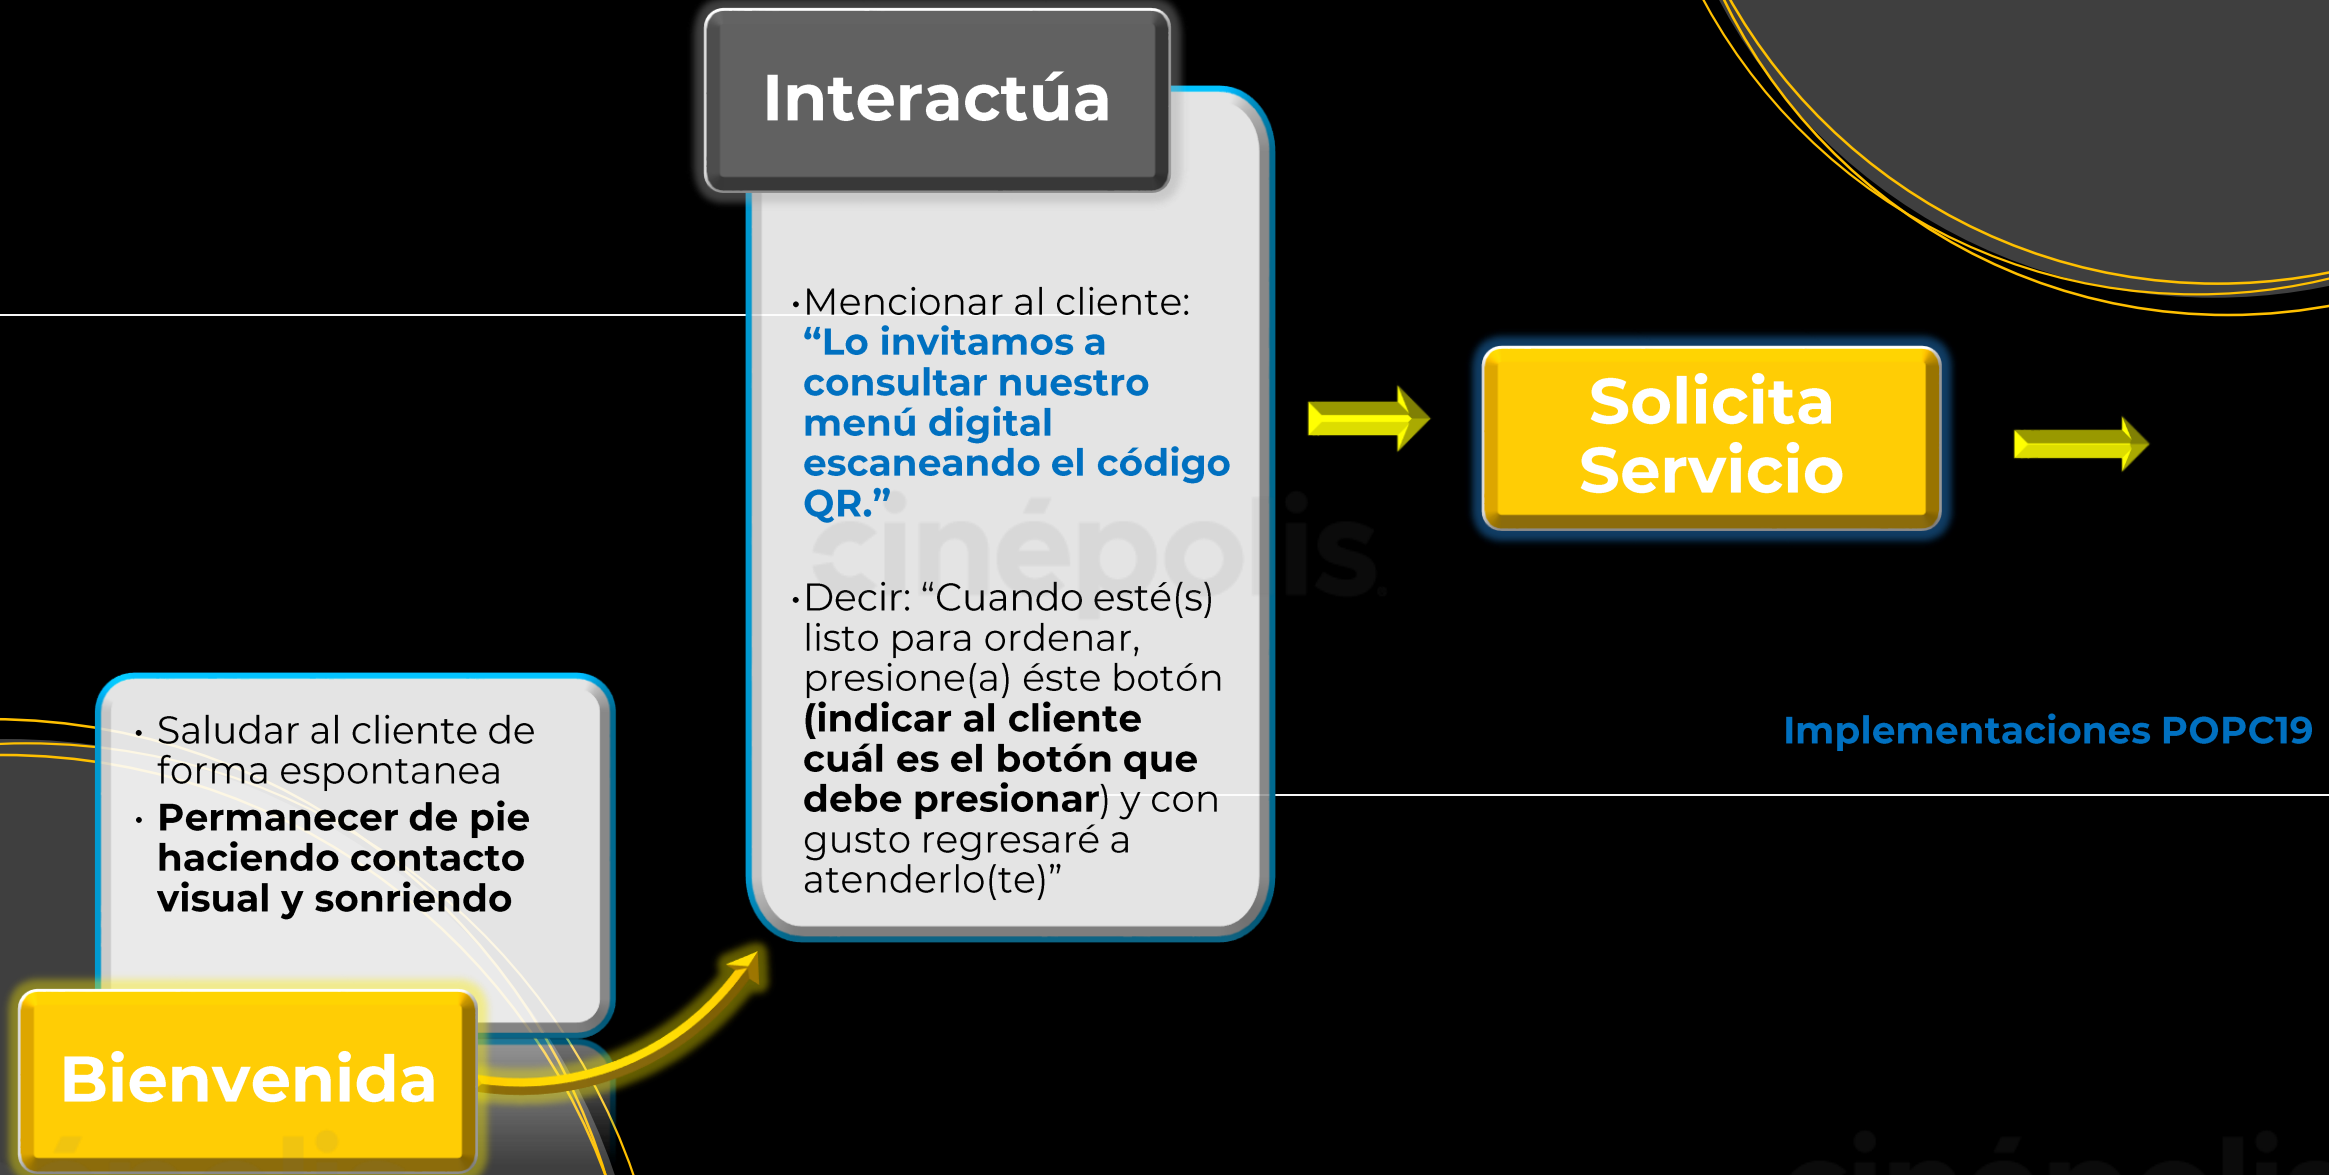 Interactúa
•Mencionar al cliente:
“Lo invitamos a
consultar nuestro
menú digital
escaneando el código
QR.”
•Decir: “Cuando esté(s)
listo para ordenar,
presione(a) éste botón
(indicar al cliente
cuál es el botón que
debe presionar) y con
gusto regresaré a
atenderlo(te)”
Solicita
Servicio
• Saludar al cliente de
forma espontanea
• Permanecer de pie
haciendo contacto
visual y sonriendo
Bienvenida
Implementaciones POPC19
cinépolis